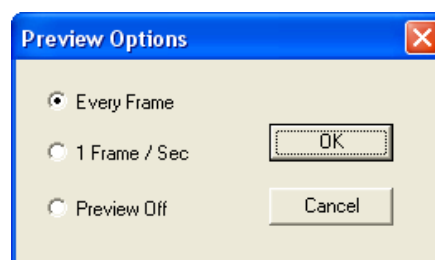 Preview Options
Every Frame
OK
1 Frame / Sec
Preview Off
Cancel